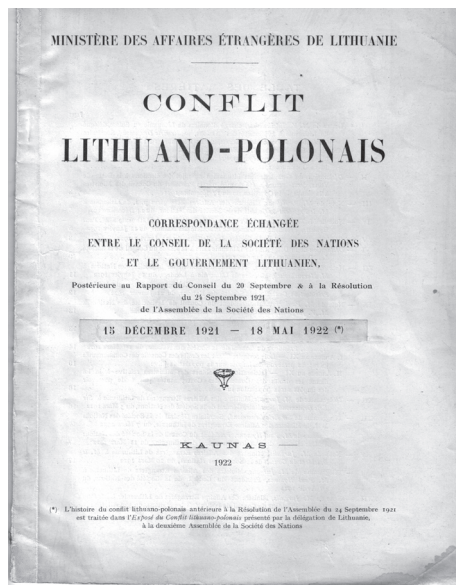 MINISTÈRE DES AFFAIRES ÉTRANGÈRES DE LITHUANIE
CONFLIT
LITHUANO-POLONAIS
CORRESPONDANCE ÉCHANGÉE
ENTRE LE CONSEIL DE LA SOCIÉTÉ DES NATIONS
ET LE GOUVERNEMENT LITHUANIEN,
Postérieure au Rapport du Conseil du 20 Septembre & à la Résolution
du 24 Septembre 1921
de l'Assemblée de la Société des Nations
15 DÉCEMBRE 1921 — 18 MAI 1922 (*)
KAUNAS
1922
(*) L'histoire du conflit lithuano-polonais antérieure à la Résolution de l'Assemblée du 24 Septembre 1921
est traitée dans l'Exposé du Conflit lithuano-polonais présenté par la délégation de Lithuanie,
à la deuxième Assemblée de la Société des Nations